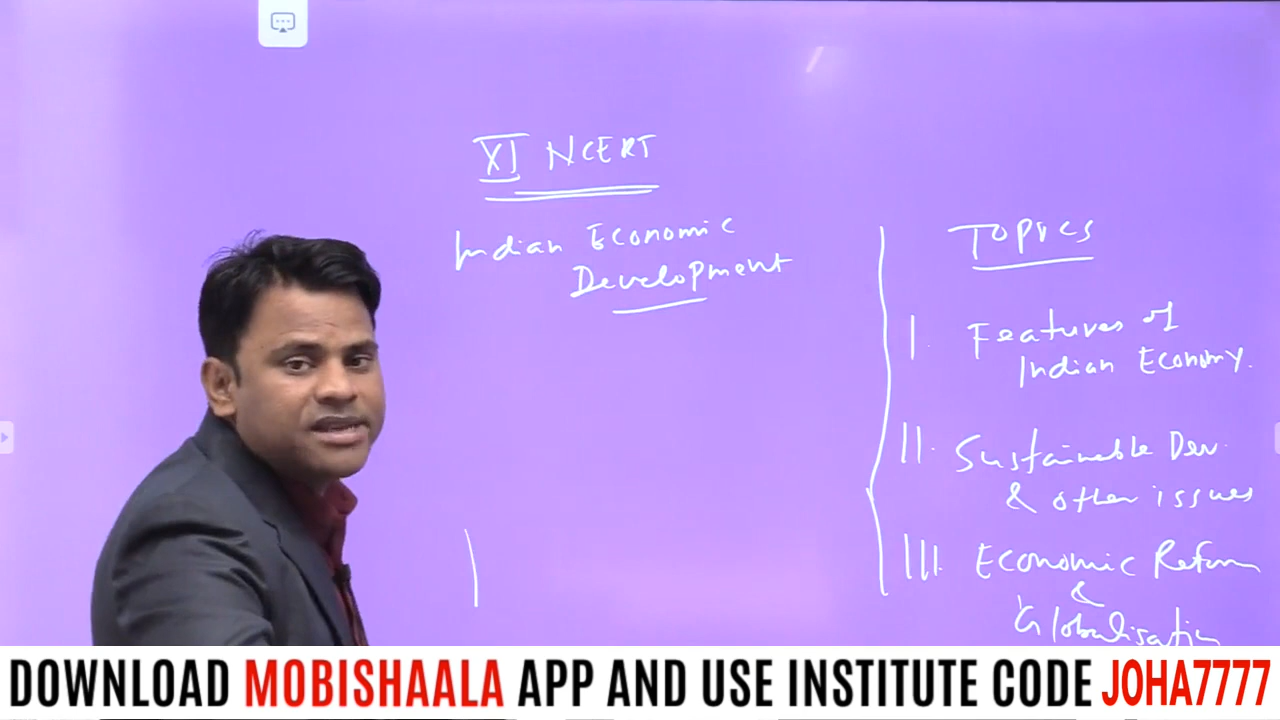 XI NCERT
Indian Economic
Development
Topics
I. Features of
Indian Economy.
II. Sustainable Dev.
& other issues
III. Economic Reform
&
Globalisation
DOWNLOAD MOBISHAALA APP AND USE INSTITUTE CODE JOHA7777